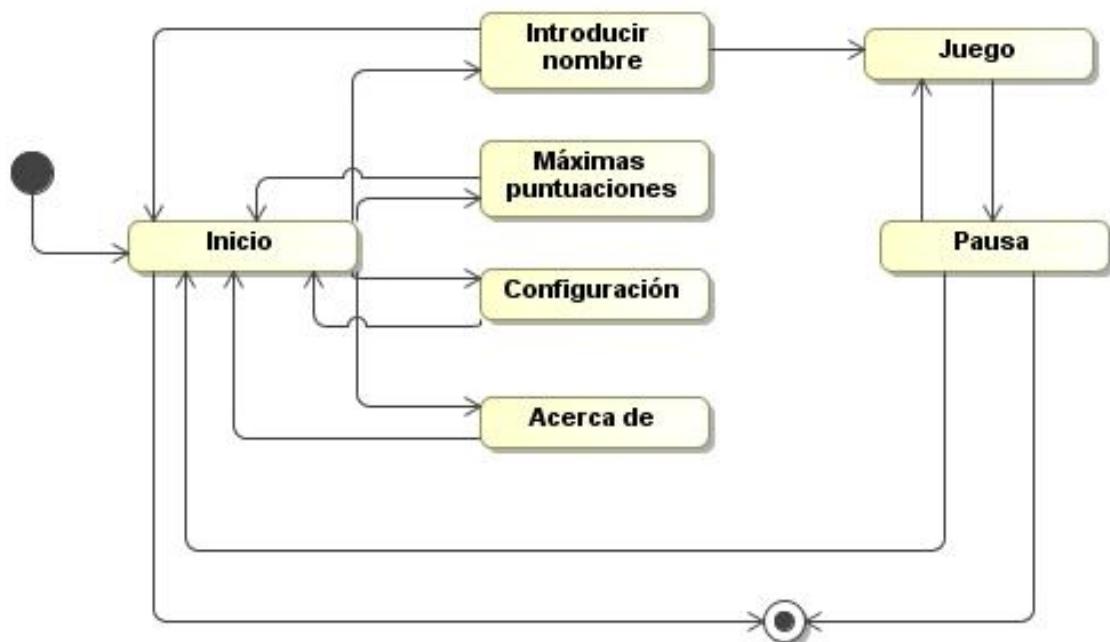 Introducir
nombre
Juego
Máximas
puntuaciones
Inicio
Pausa
Configuración
Acerca de